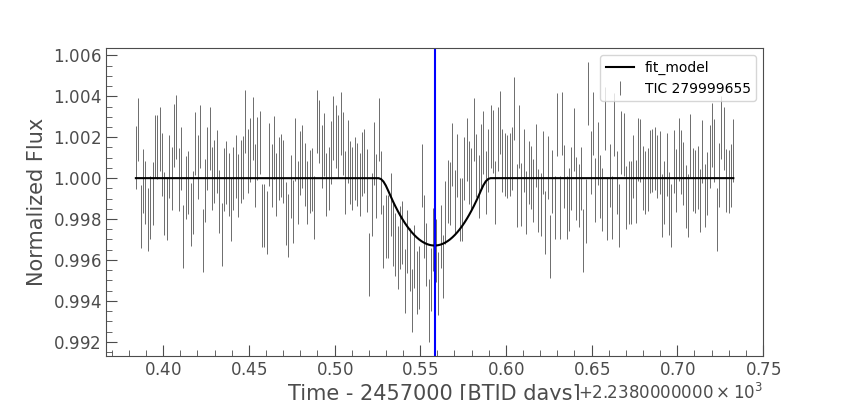 1.006
1.004
1.002
1.000
0.998
0.996
0.994
0.992
Normalized Flux
fit_model
TIC 279999655
0.40 0.45 0.50 0.55 0.60 0.65 0.70 0.75
Time - 2457000 [BTJD days]
+2.2380000000 × 10³